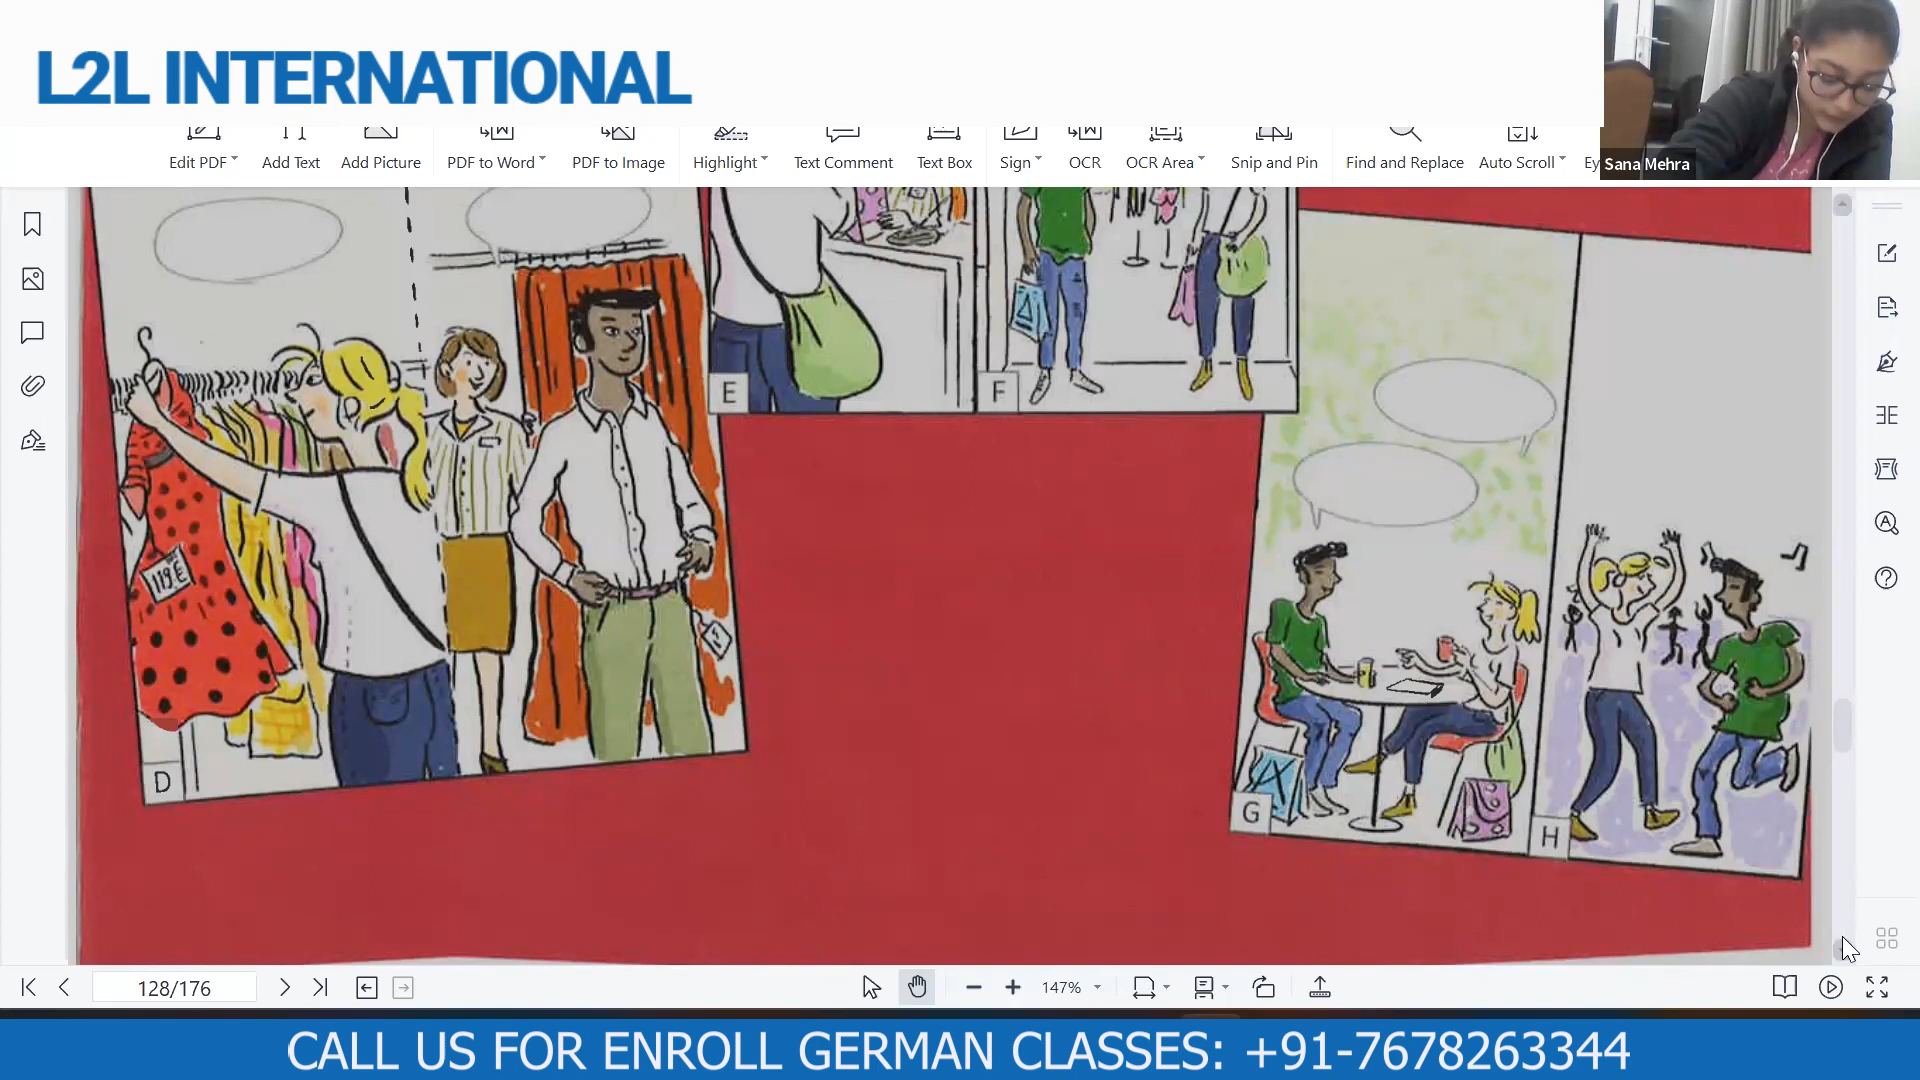 L2L INTERNATIONAL
Edit PDF Add Text Add Picture PDF to Word PDF to Image Highlight Text Comment Text Box Sign OCR OCR Area Snip and Pin Find and Replace Auto Scroll Ey
Sana Mehra
E
F
119€
D
G
H
128/176
147%
CALL US FOR ENROLL GERMAN CLASSES: +91-7678263344